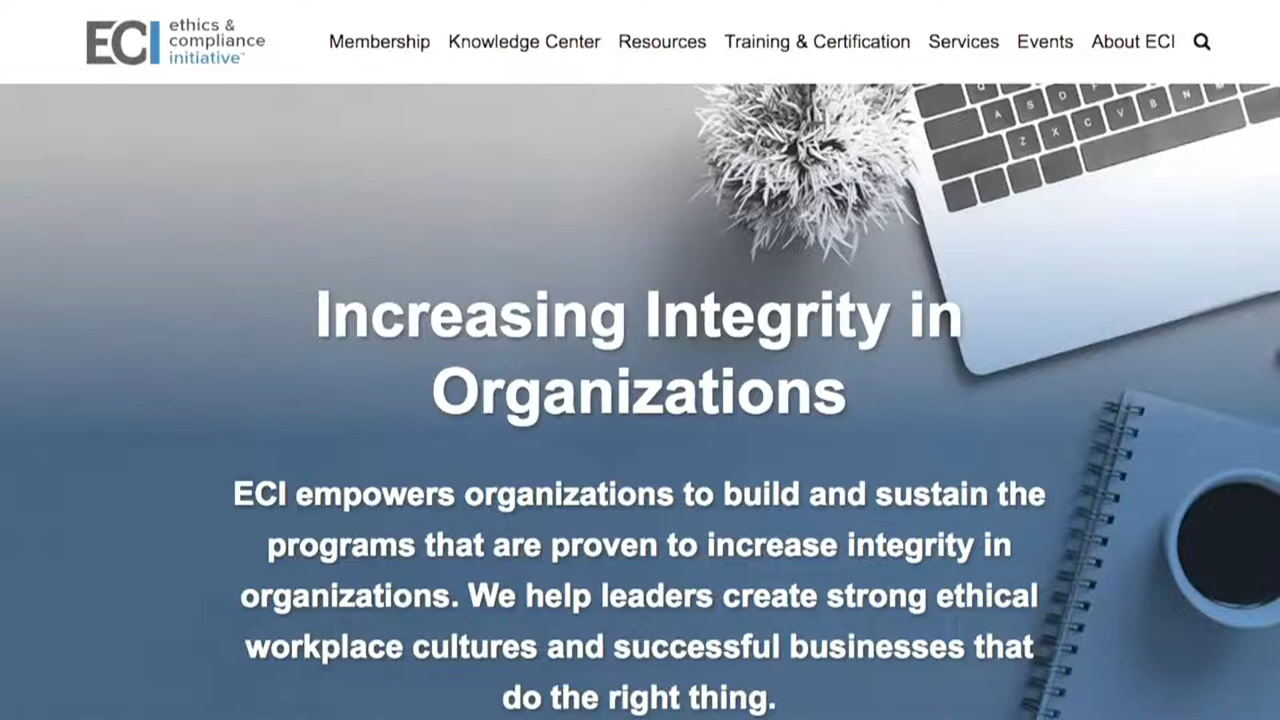 ECI ethics &
compliance
initiative™
Membership Knowledge Center Resources Training & Certification Services Events About ECI
A S D
Z X C V B N
Increasing Integrity in
Organizations
ECI empowers organizations to build and sustain the
programs that are proven to increase integrity in
organizations. We help leaders create strong ethical
workplace cultures and successful businesses that
do the right thing.